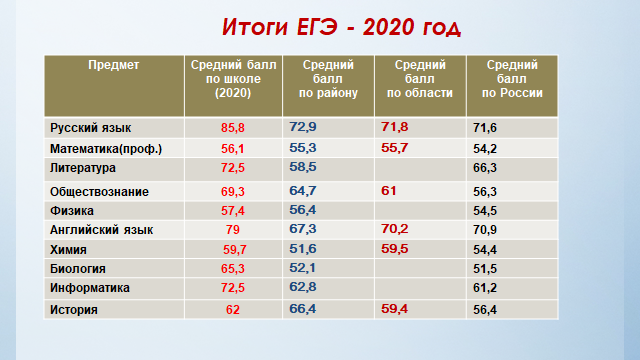 Итоги ЕГЭ - 2020 год
Предмет Средний балл по школе (2020) Средний балл по району Средний балл по области Средний балл по России
Русский язык 85,8 72,9 71,8 71,6
Математика(проф.) 56,1 55,3 55,7 54,2
Литература 72,5 58,5 66,3
Обществознание 69,3 64,7 61 56,3
Физика 57,4 56,4 54,5
Английский язык 79 67,3 70,2 70,9
Химия 59,7 51,6 59,5 54,4
Биология 65,3 52,1 51,5
Информатика 72,5 62,8 61,2
История 62 66,4 59,4 56,4